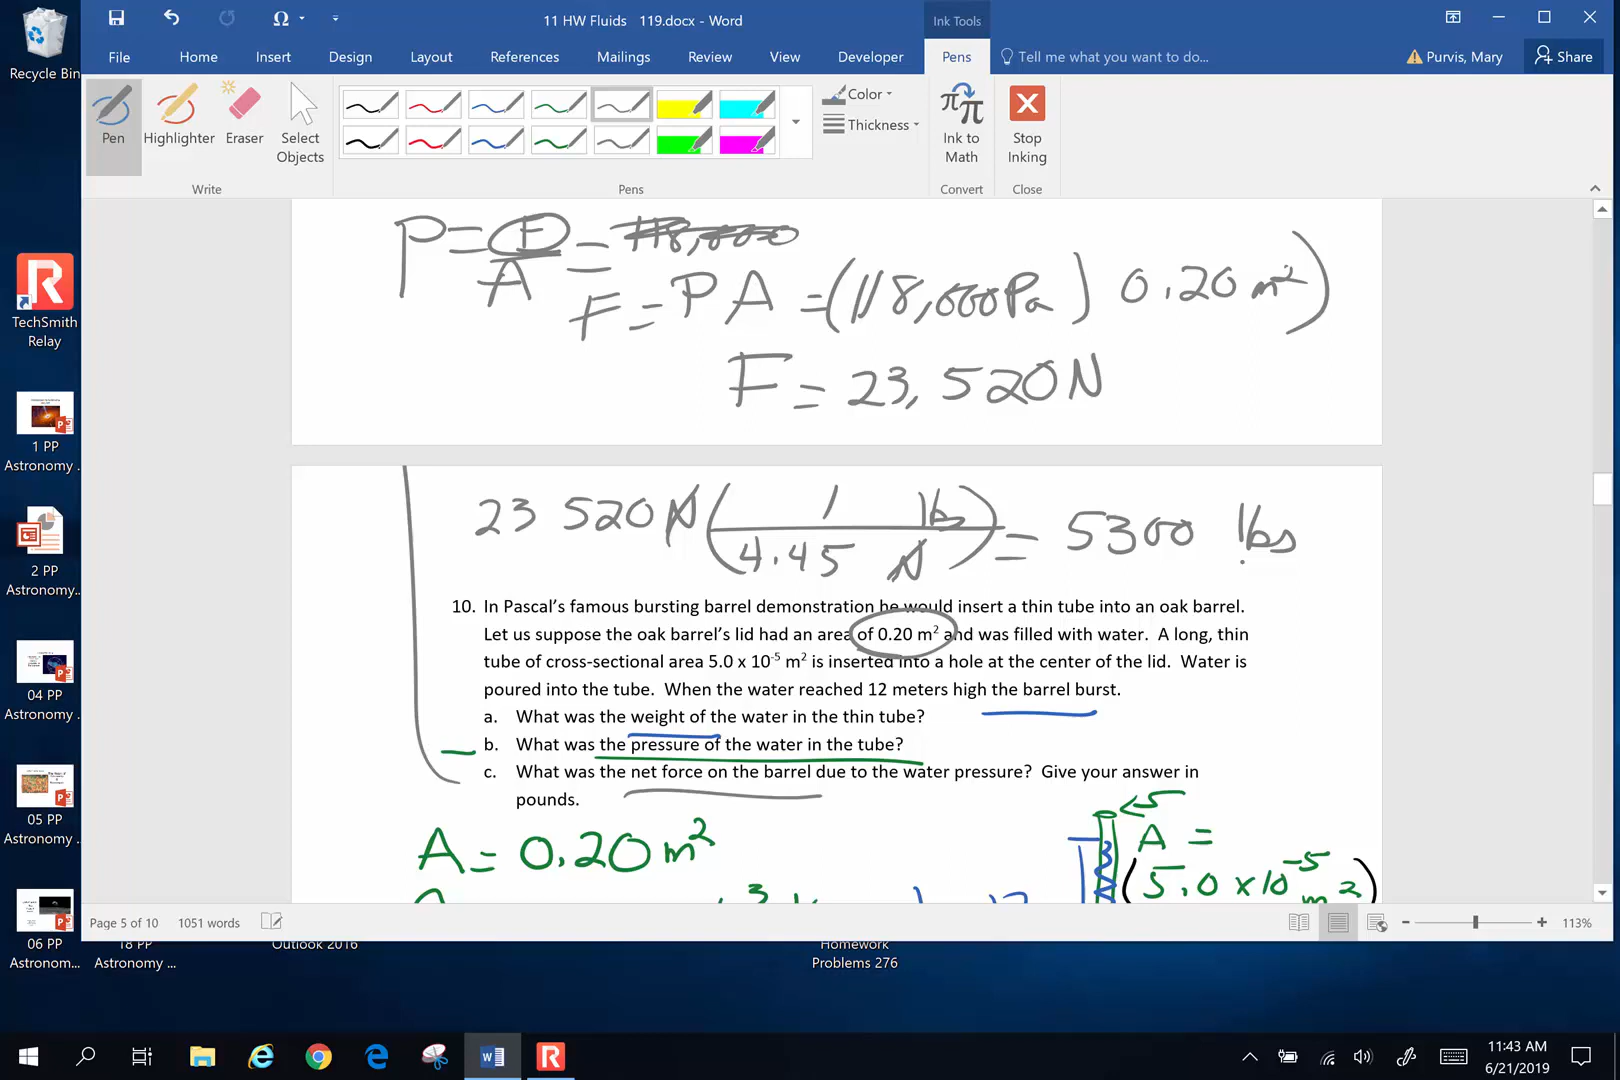 Recycle Bin
11 HW Fluids 119.docx - Word
Ink Tools
File Home Insert Design Layout References Mailings Review View Developer Pens Tell me what you want to do... Purvis, Mary Share
Pen Highlighter Eraser Select Objects
Color
Thickness
Ink to Math
Stop Inking
Write Pens Convert Close
TechSmith Relay
1 PP Astronomy ...
2 PP Astronomy...
04 PP Astronomy ...
05 PP Astronomy ...
06 PP Astronom...
18 PP Astronomy ...
P = F/A = 118,000
F = PA = (118,000Pa) 0.20 m²)
F = 23,520N
23 520 N (1 lbs / 4.45 N) = 5300 lbs
10. In Pascal's famous bursting barrel demonstration he would insert a thin tube into an oak barrel.
Let us suppose the oak barrel's lid had an area of 0.20 m² and was filled with water. A long, thin
tube of cross-sectional area 5.0 x 10⁻⁵ m² is inserted into a hole at the center of the lid. Water is
poured into the tube. When the water reached 12 meters high the barrel burst.
a. What was the weight of the water in the thin tube?
b. What was the pressure of the water in the tube?
c. What was the net force on the barrel due to the water pressure? Give your answer in
pounds.
A = 0.20 m²
A =
(5.0 x 10⁻⁵ m²)
Page 5 of 10 1051 words
113%
Outlook 2016
Homework
Problems 276
11:43 AM
6/21/2019